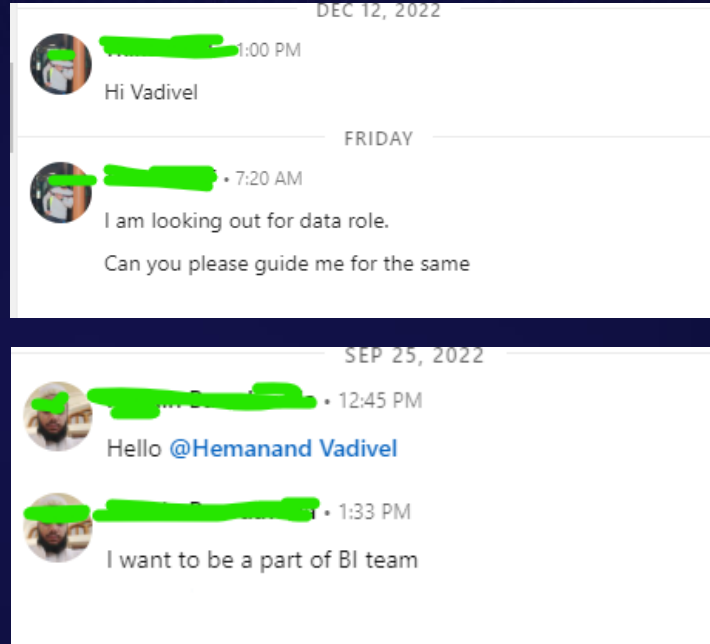 DEC 12, 2022
1:00 PM
Hi Vadivel
FRIDAY
• 7:20 AM
I am looking out for data role.
Can you please guide me for the same
SEP 25, 2022
• 12:45 PM
Hello @Hemanand Vadivel
• 1:33 PM
I want to be a part of BI team